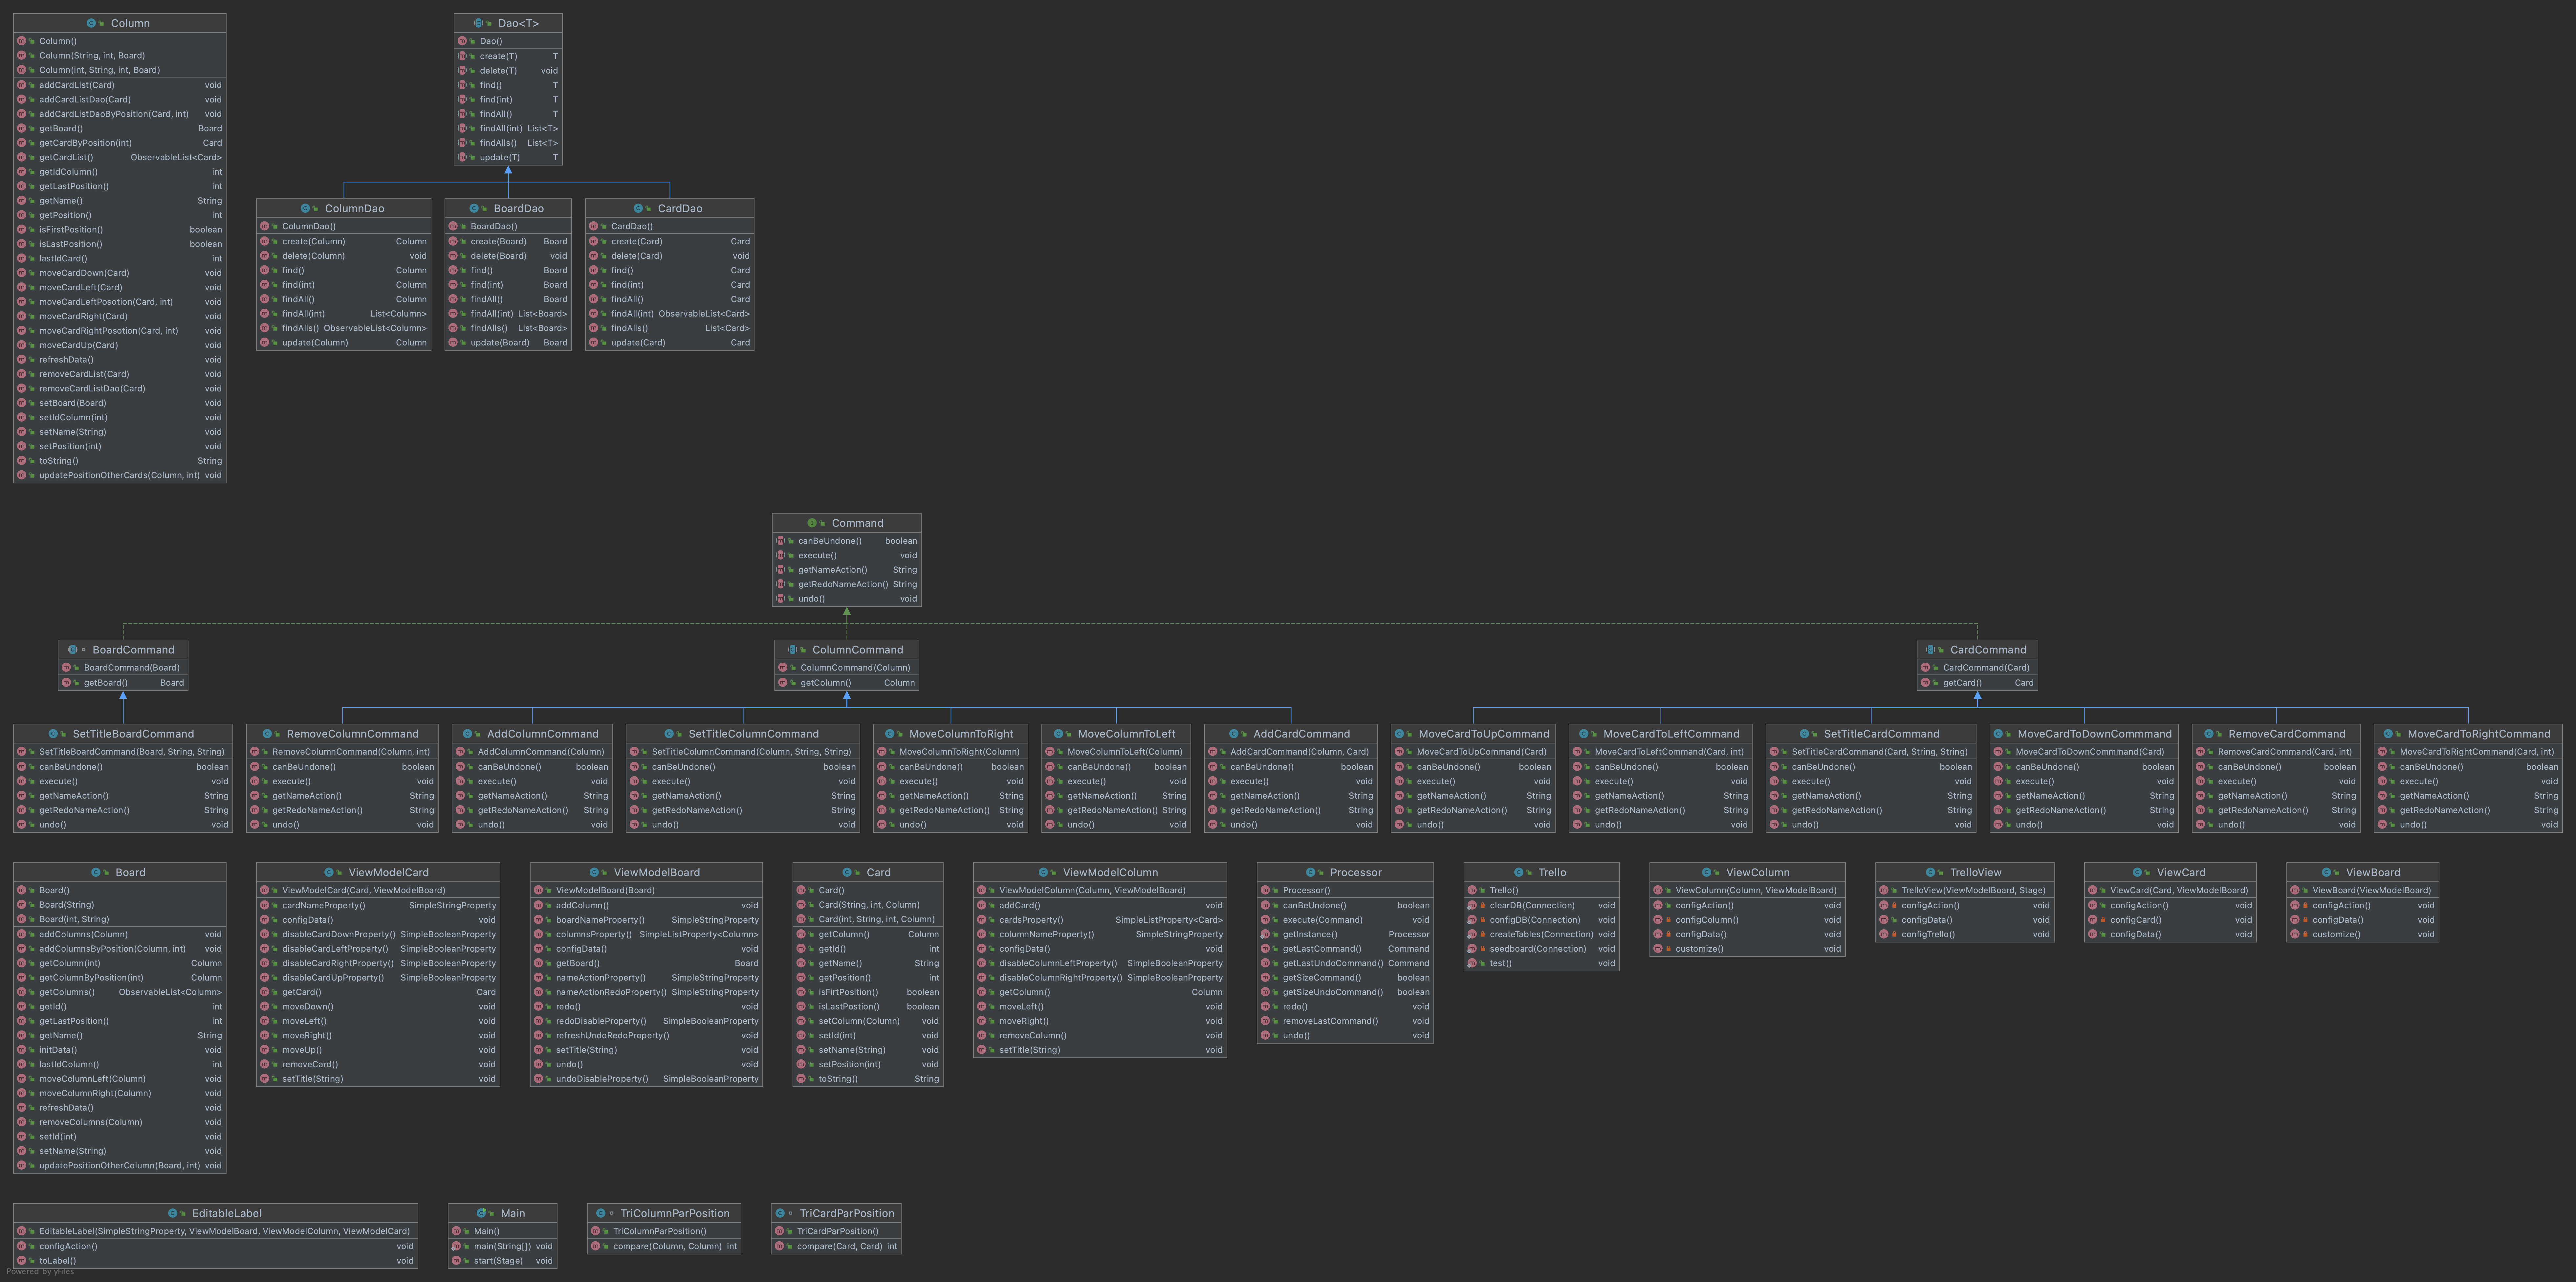 Column
Column()
Column(String, int, Board)
Column(int, String, int, Board)
addCardList(Card) void
addCardListDao(Card) void
addCardListDaoByPosition(Card, int) void
getBoard() Board
getCardByPosition(int) Card
getCardList() ObservableList<Card>
getIdColumn() int
getLastPosition() int
getName() String
getPosition() int
isFirstPosition() boolean
isLastPosition() boolean
lastIdCard() int
moveCardDown(Card) void
moveCardLeft(Card) void
moveCardLeftPosotion(Card, int) void
moveCardRight(Card) void
moveCardRightPosotion(Card, int) void
moveCardUp(Card) void
refreshData() void
removeCardList(Card) void
removeCardListDao(Card) void
setBoard(Board) void
setIdColumn(int) void
setName(String) void
setPosition(int) void
toString() String
updatePositionOtherCards(Column, int) void
Dao<T>
Dao()
create(T) T
delete(T) void
find() T
find(int) T
findAll() T
findAll(int) List<T>
findAlls() List<T>
update(T) T
ColumnDao
ColumnDao()
create(Column) Column
delete(Column) void
find() Column
find(int) Column
findAll() Column
findAll(int) List<Column>
findAlls() ObservableList<Column>
update(Column) Column
BoardDao
BoardDao()
create(Board) Board
delete(Board) void
find() Board
find(int) Board
findAll() Board
findAll(int) List<Board>
findAlls() List<Board>
update(Board) Board
CardDao
CardDao()
create(Card) Card
delete(Card) void
find() Card
find(int) Card
findAll() Card
findAll(int) ObservableList<Card>
findAlls() List<Card>
update(Card) Card
Command
canBeUndone() boolean
execute() void
getNameAction() String
getRedoNameAction() String
undo() void
BoardCommand
BoardCommand(Board)
getBoard() Board
ColumnCommand
ColumnCommand(Column)
getColumn() Column
CardCommand
CardCommand(Card)
getCard() Card
SetTitleBoardCommand
SetTitleBoardCommand(Board, String, String)
canBeUndone() boolean
execute() void
getNameAction() String
getRedoNameAction() String
undo() void
RemoveColumnCommand
RemoveColumnCommand(Column, int)
canBeUndone() boolean
execute() void
getNameAction() String
getRedoNameAction() String
undo() void
AddColumnCommand
AddColumnCommand(Column)
canBeUndone() boolean
execute() void
getNameAction() String
getRedoNameAction() String
undo() void
SetTitleColumnCommand
SetTitleColumnCommand(Column, String, String)
canBeUndone() boolean
execute() void
getNameAction() String
getRedoNameAction() String
undo() void
MoveColumnToRight
MoveColumnToRight(Column)
canBeUndone() boolean
execute() void
getNameAction() String
getRedoNameAction() String
undo() void
MoveColumnToLeft
MoveColumnToLeft(Column)
canBeUndone() boolean
execute() void
getNameAction() String
getRedoNameAction() String
undo() void
AddCardCommand
AddCardCommand(Column, Card)
canBeUndone() boolean
execute() void
getNameAction() String
getRedoNameAction() String
undo() void
MoveCardToUpCommand
MoveCardToUpCommand(Card)
canBeUndone() boolean
execute() void
getNameAction() String
getRedoNameAction() String
undo() void
MoveCardToLeftCommand
MoveCardToLeftCommand(Card, int)
canBeUndone() boolean
execute() void
getNameAction() String
getRedoNameAction() String
undo() void
SetTitleCardCommand
SetTitleCardCommand(Card, String, String)
canBeUndone() boolean
execute() void
getNameAction() String
getRedoNameAction() String
undo() void
MoveCardToDownCommmand
MoveCardToDownCommmand(Card)
canBeUndone() boolean
execute() void
getNameAction() String
getRedoNameAction() String
undo() void
RemoveCardCommand
RemoveCardCommand(Card, int)
canBeUndone() boolean
execute() void
getNameAction() String
getRedoNameAction() String
undo() void
MoveCardToRightCommand
MoveCardToRightCommand(Card, int)
canBeUndone() boolean
execute() void
getNameAction() String
getRedoNameAction() String
undo() void
Board
Board()
Board(String)
Board(int, String)
addColumns(Column) void
addColumnsByPosition(Column, int) void
getColumn(int) Column
getColumnByPosition(int) Column
getColumns() ObservableList<Column>
getId() int
getLastPosition() int
getName() String
initData() void
lastIdColumn() int
moveColumnLeft(Column) void
moveColumnRight(Column) void
refreshData() void
removeColumns(Column) void
setId(int) void
setName(String) void
updatePositionOtherColumn(Board, int) void
ViewModelCard
ViewModelCard(Card, ViewModelBoard)
cardNameProperty() SimpleStringProperty
configData() void
disableCardDownProperty() SimpleBooleanProperty
disableCardLeftProperty() SimpleBooleanProperty
disableCardRightProperty() SimpleBooleanProperty
disableCardUpProperty() SimpleBooleanProperty
getCard() Card
moveDown() void
moveLeft() void
moveRight() void
moveUp() void
removeCard() void
setTitle(String) void
ViewModelBoard
ViewModelBoard(Board)
addColumn() void
boardNameProperty() SimpleStringProperty
columnsProperty() SimpleListProperty<Column>
configData() void
getBoard() Board
nameActionProperty() SimpleStringProperty
nameActionRedoProperty() SimpleStringProperty
redo() void
redoDisableProperty() SimpleBooleanProperty
refreshUndoRedoProperty() void
setTitle(String) void
undo() void
undoDisableProperty() SimpleBooleanProperty
Card
Card()
Card(String, int, Column)
Card(int, String, int, Column)
getColumn() Column
getId() int
getName() String
getPosition() int
isFirtPosition() boolean
isLastPostion() boolean
setColumn(Column) void
setId(int) void
setName(String) void
setPosition(int) void
toString() String
ViewModelColumn
ViewModelColumn(Column, ViewModelBoard)
addCard() void
cardsProperty() SimpleListProperty<Card>
columnNameProperty() SimpleStringProperty
configData() void
disableColumnLeftProperty() SimpleBooleanProperty
disableColumnRightProperty() SimpleBooleanProperty
getColumn() Column
moveLeft() void
moveRight() void
removeColumn() void
setTitle(String) void
Processor
Processor()
canBeUndone() boolean
execute(Command) void
getInstance() Processor
getLastCommand() Command
getLastUndoCommand() Command
getSizeCommand() boolean
getSizeUndoCommand() boolean
redo() void
removeLastCommand() void
undo() void
Trello
Trello()
clearDB(Connection) void
configDB(Connection) void
createTables(Connection) void
seedboard(Connection) void
test() void
ViewColumn
ViewColumn(Column, ViewModelBoard)
configAction() void
configColumn() void
configData() void
customize() void
TrelloView
TrelloView(ViewModelBoard, Stage)
configAction() void
configData() void
configTrello() void
ViewCard
ViewCard(Card, ViewModelBoard)
configAction() void
configCard() void
configData() void
ViewBoard
ViewBoard(ViewModelBoard)
configAction() void
configData() void
customize() void
EditableLabel
EditableLabel(SimpleStringProperty, ViewModelBoard, ViewModelColumn, ViewModelCard)
configAction() void
toLabel() void
Main
Main()
main(String[]) void
start(Stage) void
TriColumnParPosition
TriColumnParPosition()
compare(Column, Column) int
TriCardParPosition
TriCardParPosition()
compare(Card, Card) int
Powered by yFiles